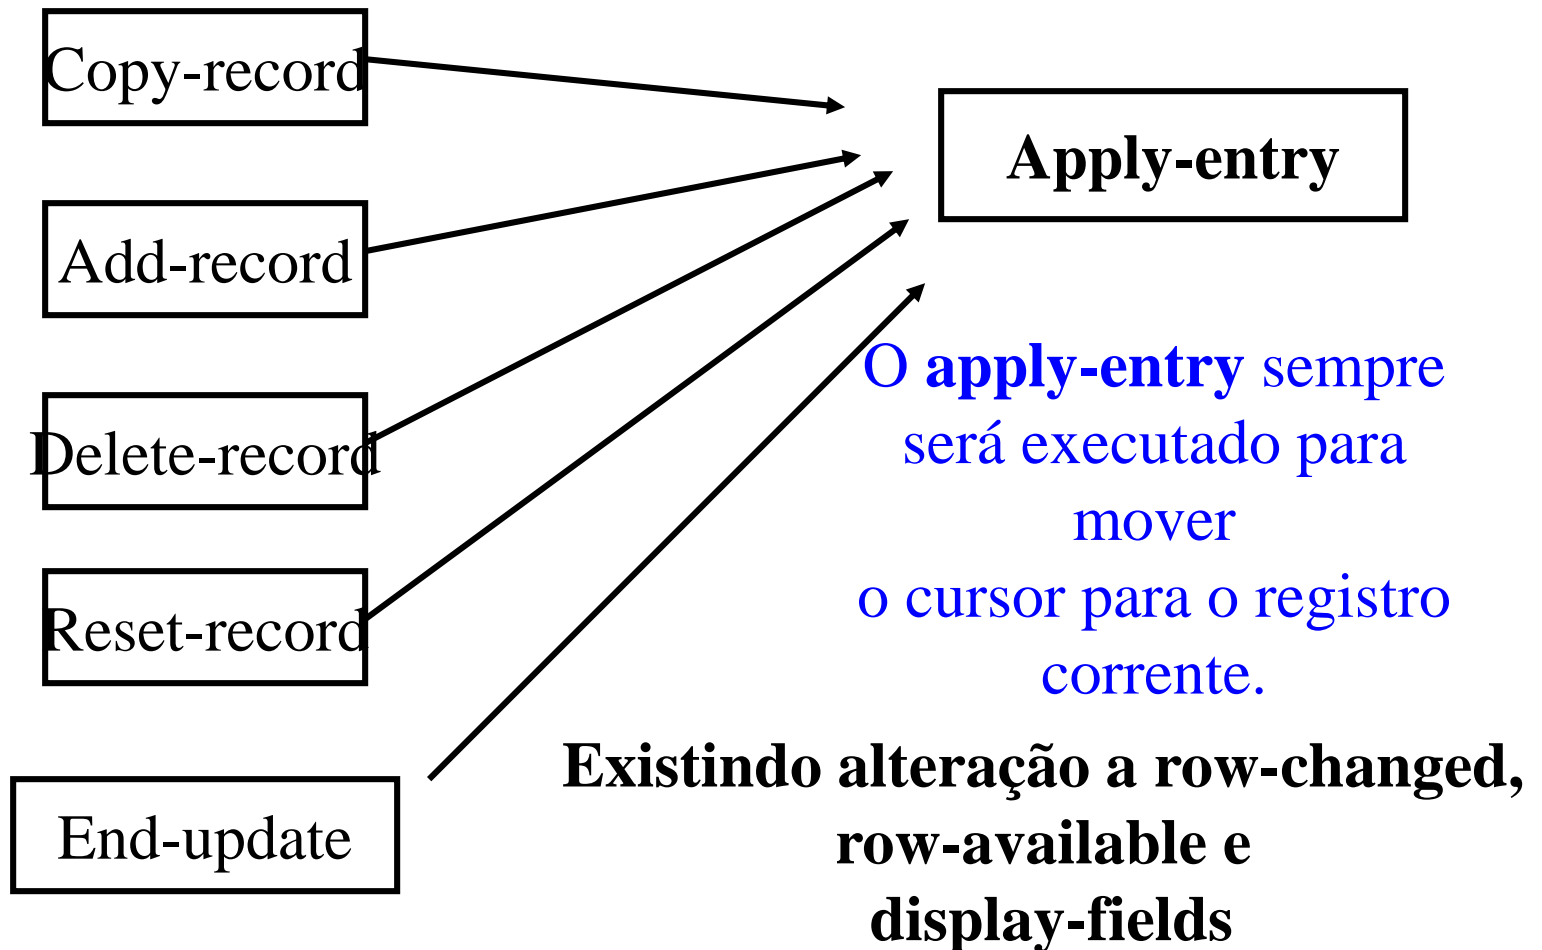 Copy-record
Apply-entry
Add-record
Delete-record
Reset-record
End-update
O apply-entry sempre
será executado para
mover
o cursor para o registro
corrente.
Existindo alteração a row-changed,
row-available e
display-fields